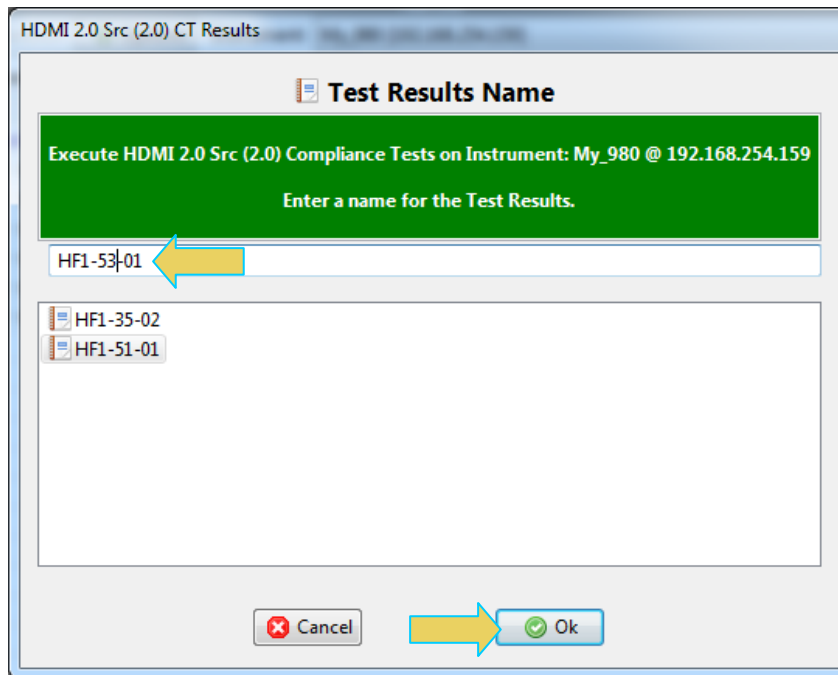 HDMI 2.0 Src (2.0) CT Results
Test Results Name
Execute HDMI 2.0 Src (2.0) Compliance Tests on Instrument: My_980 @ 192.168.254.159
Enter a name for the Test Results.
HF1-53-01
HF1-35-02
HF1-51-01
Cancel
Ok